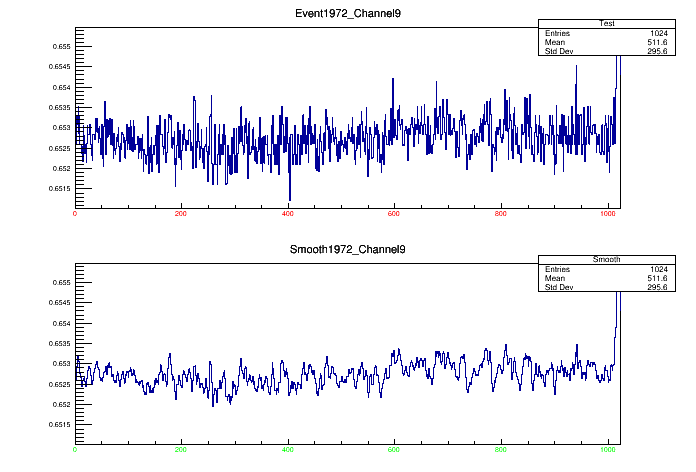 Event1972_Channel9
Test
Entries 1024
Mean 511.6
Std Dev 295.6
0.655
0.6545
0.654
0.6535
0.653
0.6525
0.652
0.6515
0 200 400 600 800 1000
Smooth1972_Channel9
Smooth
Entries 1024
Mean 511.6
Std Dev 295.6
0.655
0.6545
0.654
0.6535
0.653
0.6525
0.652
0.6515
0 200 400 600 800 1000